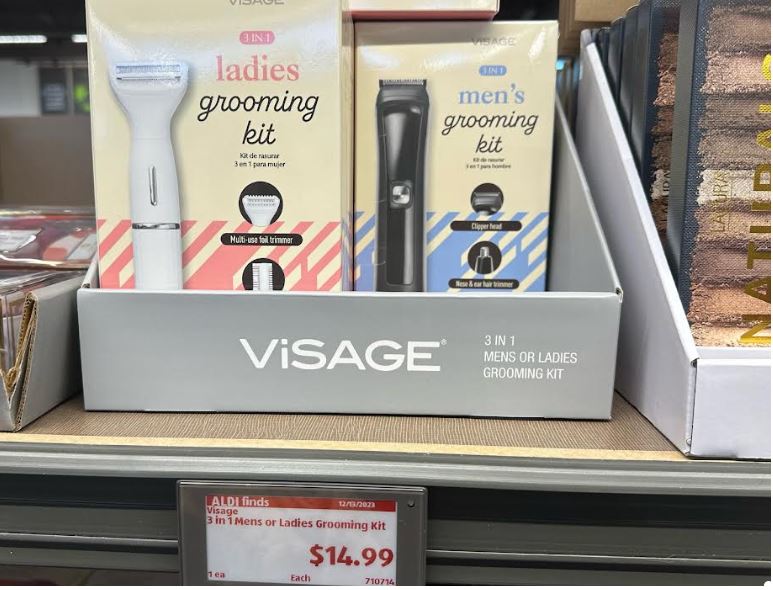 ViSAGE
3 IN 1
ladies
grooming
kit
Kit de rasurar
3 en 1 para mujer
Multi-use foil trimmer
ViSAGE
3 IN 1
men's
grooming
kit
Kit de rasurar
3 en 1 para hombre
Clipper head
Nose & ear hair trimmer
ViSAGE®
3 IN 1
MENS OR LADIES
GROOMING KIT
NATURALS
ALDI finds 12/13/2023
Visage
3 in 1 Mens or Ladies Grooming Kit
$14.99
1 ea Each 710714